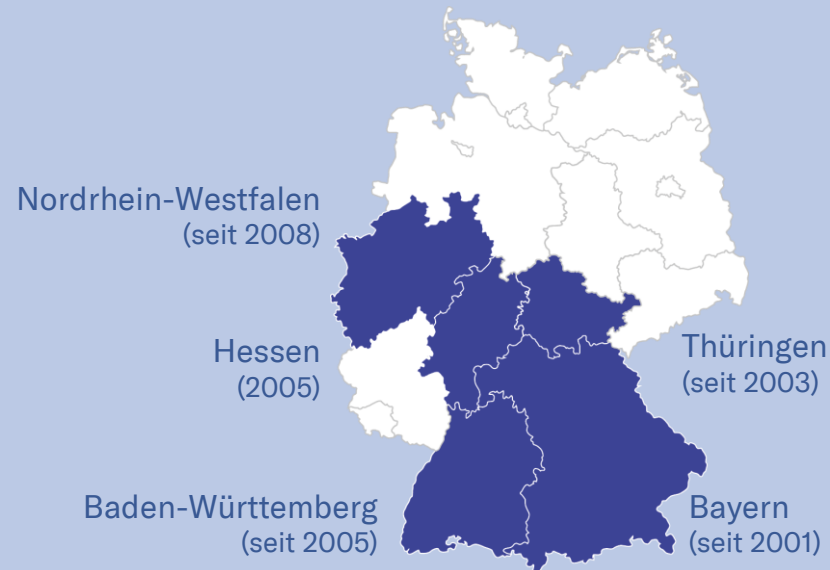 Nordrhein-Westfalen
(seit 2008)
Hessen
(2005)
Thüringen
(seit 2003)
Baden-Württemberg
(seit 2005)
Bayern
(seit 2001)